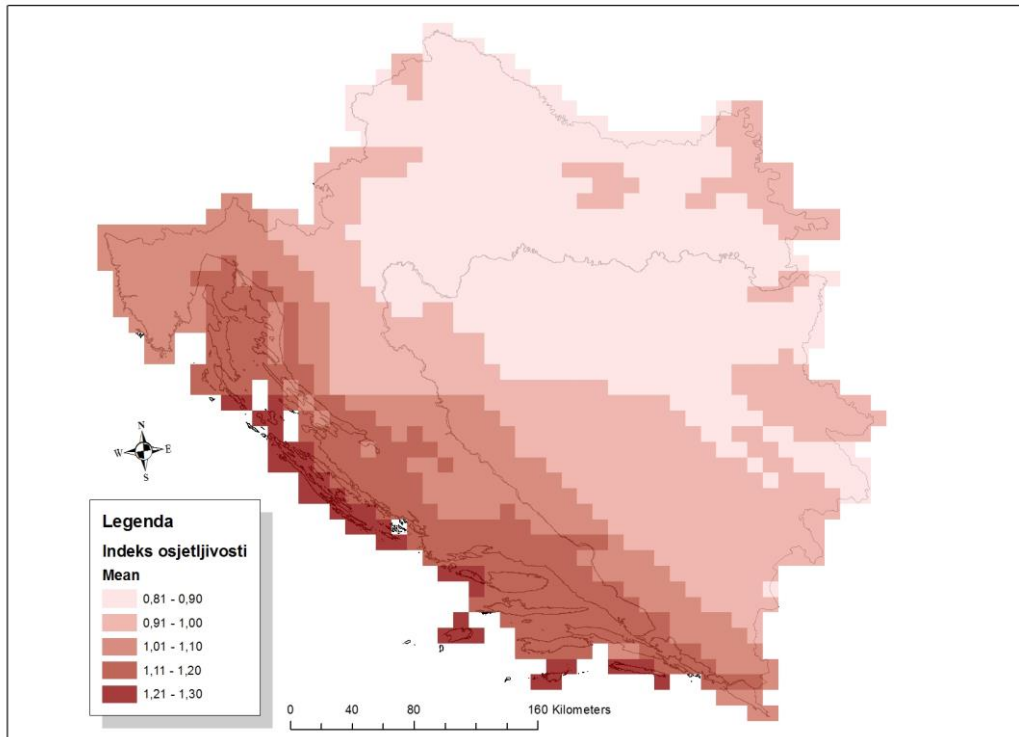 N
W E
S
Legenda
Indeks osjetljivosti
Mean
0,81 - 0,90
0,91 - 1,00
1,01 - 1,10
1,11 - 1,20
1,21 - 1,30
0 40 80 160 Kilometers